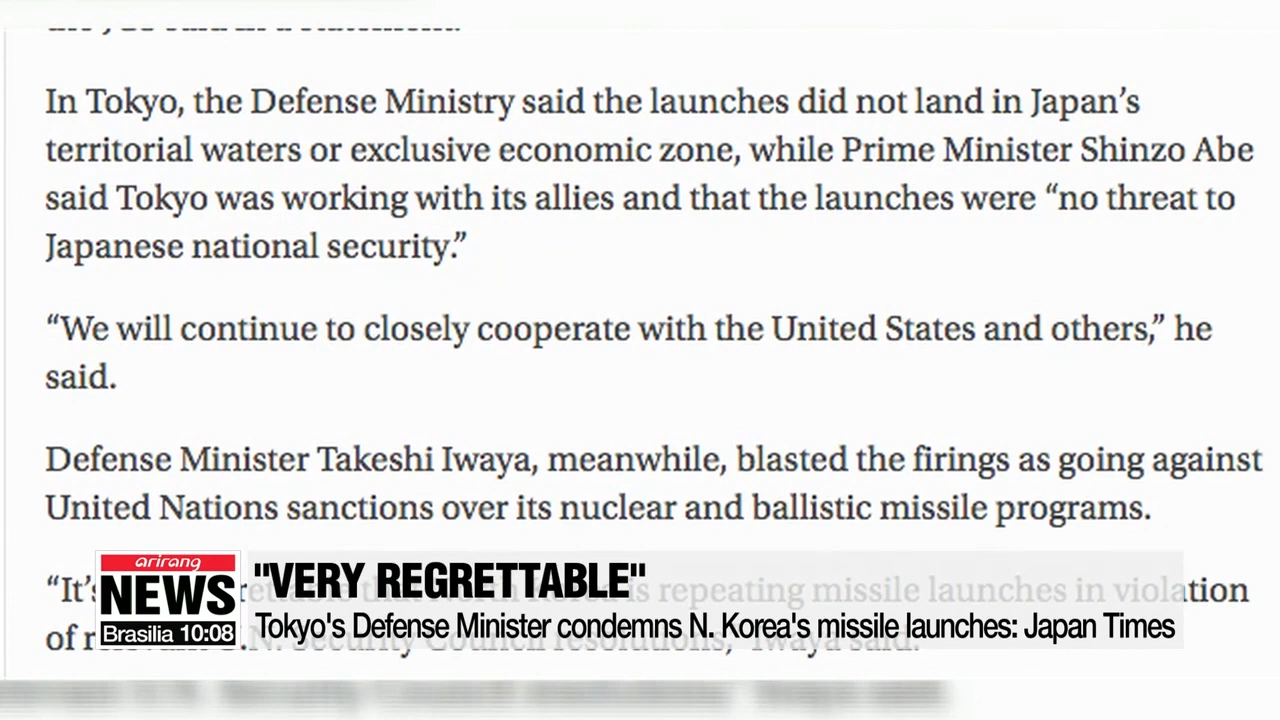 In Tokyo, the Defense Ministry said the launches did not land in Japan’s
territorial waters or exclusive economic zone, while Prime Minister Shinzo Abe
said Tokyo was working with its allies and that the launches were “no threat to
Japanese national security.”
“We will continue to closely cooperate with the United States and others,” he
said.
Defense Minister Takeshi Iwaya, meanwhile, blasted the firings as going against
United Nations sanctions over its nuclear and ballistic missile programs.
“It’s is repeating missile launches in violation
of Security Council resolutions,” Iwaya said.
arirang
NEWS
Brasilia 10:08
"VERY REGRETTABLE"
Tokyo's Defense Minister condemns N. Korea's missile launches: Japan Times